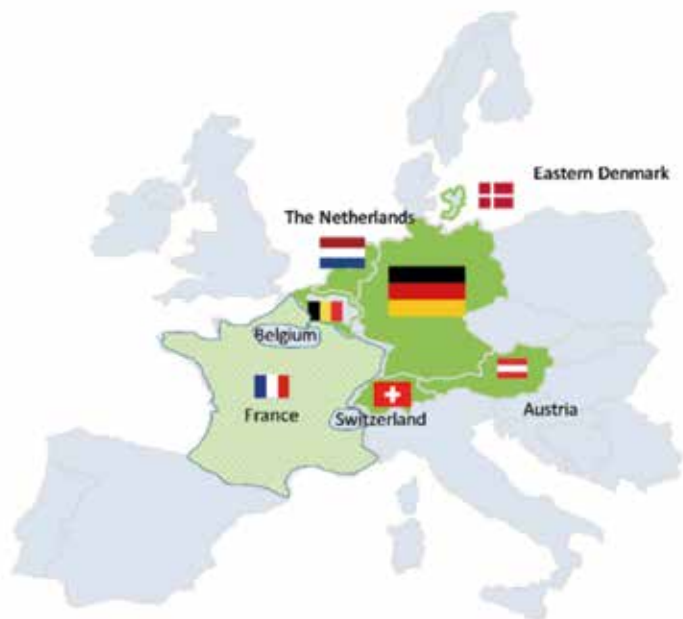 Eastern Denmark
The Netherlands
Belgium
France
Switzerland
Austria